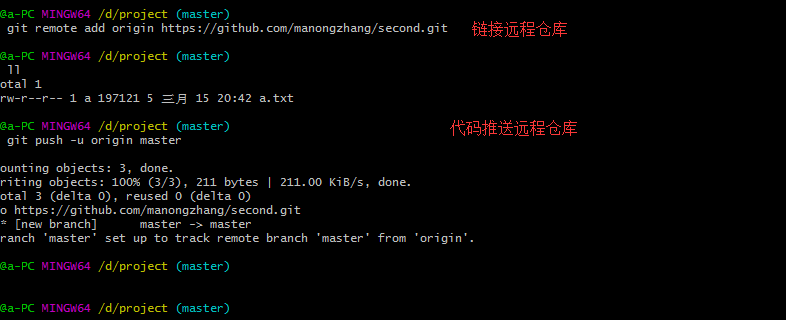 @a-PC MINGW64 /d/project (master)
git remote add origin https://github.com/manongzhang/second.git 链接远程仓库
@a-PC MINGW64 /d/project (master)
ll
otal 1
rw-r--r-- 1 a 197121 5 三月 15 20:42 a.txt
@a-PC MINGW64 /d/project (master) 代码推送远程仓库
git push -u origin master
ounting objects: 3, done.
riting objects: 100% (3/3), 211 bytes | 211.00 KiB/s, done.
otal 3 (delta 0), reused 0 (delta 0)
o https://github.com/manongzhang/second.git
* [new branch] master -> master
ranch 'master' set up to track remote branch 'master' from 'origin'.
@a-PC MINGW64 /d/project (master)
@a-PC MINGW64 /d/project (master)